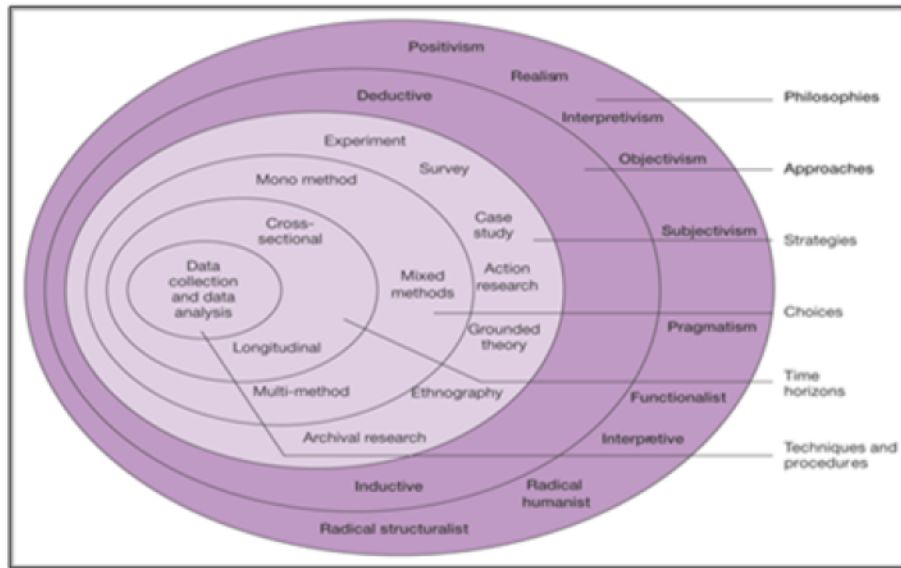 Positivism
Realism
Philosophies
Deductive
Interpretivism
Experiment
Objectivism
Survey
Approaches
Mono method
Case
study
Cross-
sectional
Subjectivism
Strategies
Data
collection
and data
analysis
Mixed
methods
Action
research
Choices
Pragmatism
Grounded
theory
Longitudinal
Time
horizons
Multi-method
Ethnography
Functionalist
Archival research
Interpretive
Techniques and
procedures
Inductive
Radical
humanist
Radical structuralist